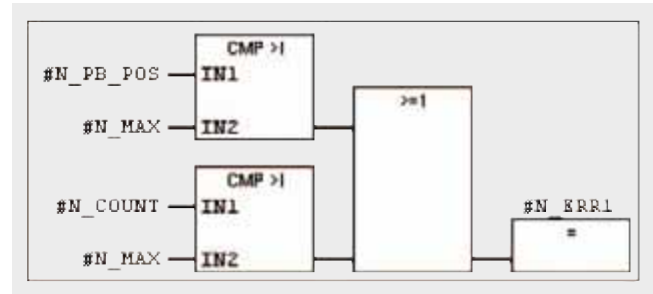 CMP >I
#N_PB_POS IN1
>=1
#N_MAX IN2
CMP >I
#N_COUNT IN1 #N_ERR1
=
#N_MAX IN2